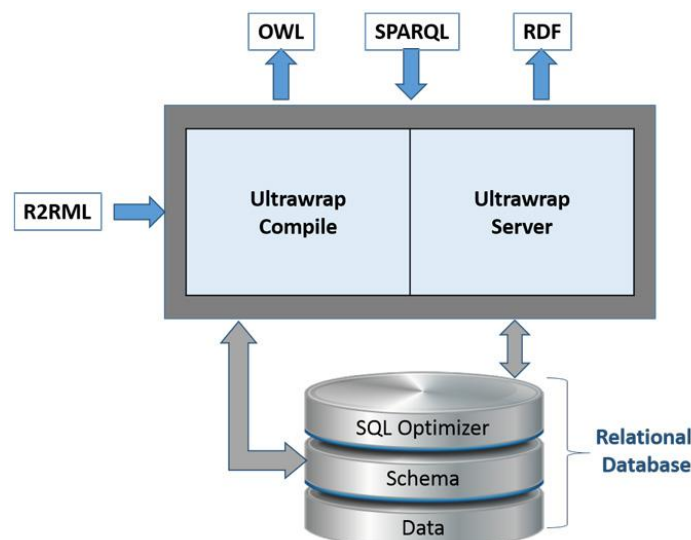 OWL
SPARQL
RDF
R2RML
Ultrawrap
Compile
Ultrawrap
Server
SQL Optimizer
Schema
Data
Relational
Database